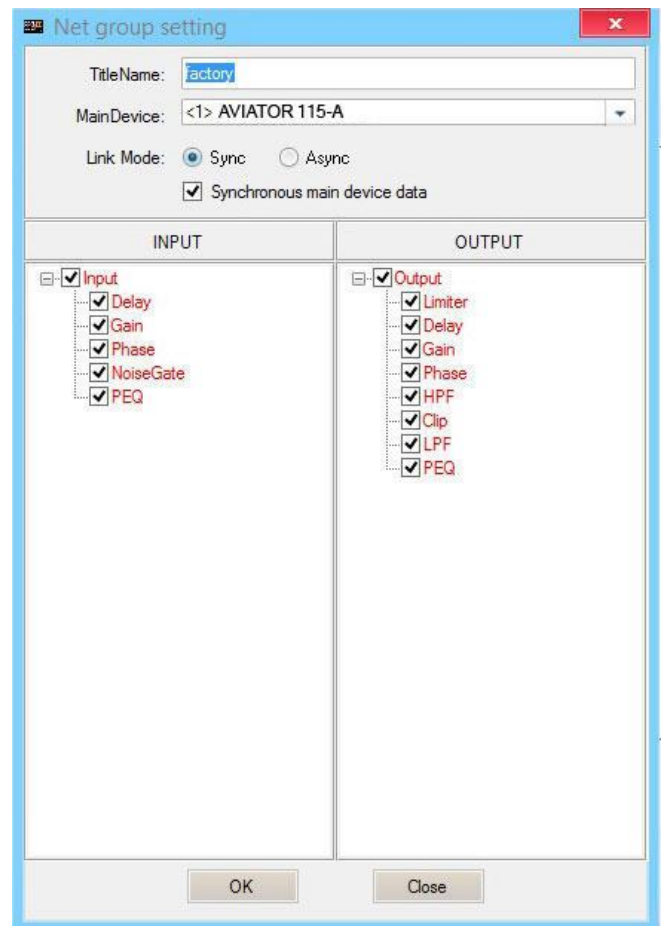 Net group setting
TitleName: factory
MainDevice: <1> AVIATOR 115-A
Link Mode: Sync Async
Synchronous main device data
INPUT OUTPUT
Input
Delay
Gain
Phase
NoiseGate
PEQ
Output
Limiter
Delay
Gain
Phase
HPF
Clip
LPF
PEQ
OK Close